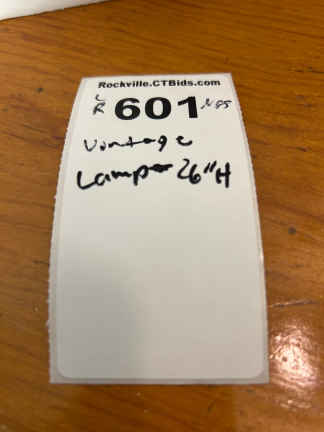 Rockville.CTBids.com
L
R 601
Vintage
Lamp 26"H